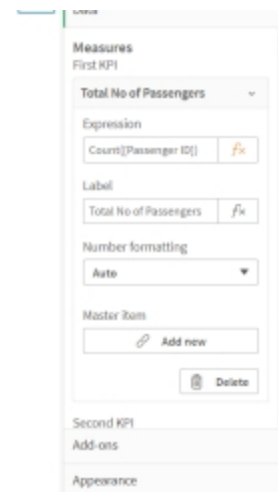 Data
Measures
First KPI
Total No of Passengers
Expression
Count([Passenger ID])
fx
Label
Total No of Passengers
fx
Number formatting
Auto
Master item
Add new
Delete
Second KPI
Add-ons
Appearance